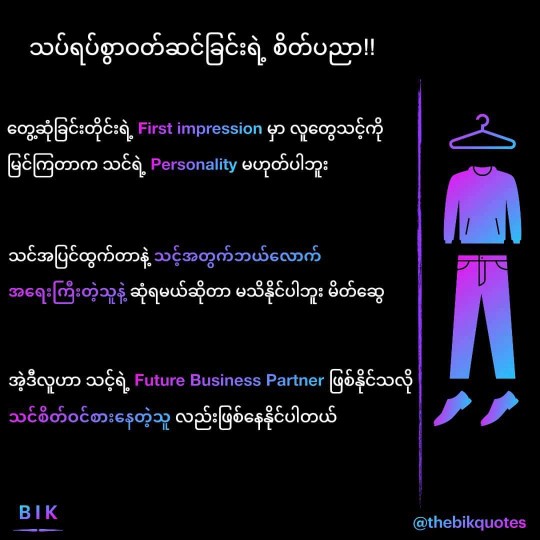 သပ်ရပ်စွာဝတ်ဆင်ခြင်းရဲ့ စိတ်ပညာ!!
တွေ့ဆုံခြင်းတိုင်းရဲ့ First impression မှာ လူတွေသင့်ကို
မြင်ကြတာက သင်ရဲ့ Personality မဟုတ်ပါဘူး
သင်အပြင်ထွက်တာနဲ့ သင့်အတွက်ဘယ်လောက်
အရေးကြီးတဲ့သူနဲ့ ဆုံရမယ်ဆိုတာ မသိနိုင်ပါဘူး မိတ်ဆွေ
အဲ့ဒီလူဟာ သင့်ရဲ့ Future Business Partner ဖြစ်နိုင်သလို
သင်စိတ်ဝင်စားနေတဲ့သူ လည်းဖြစ်နေနိုင်ပါတယ်
BIK
@thebikquotes